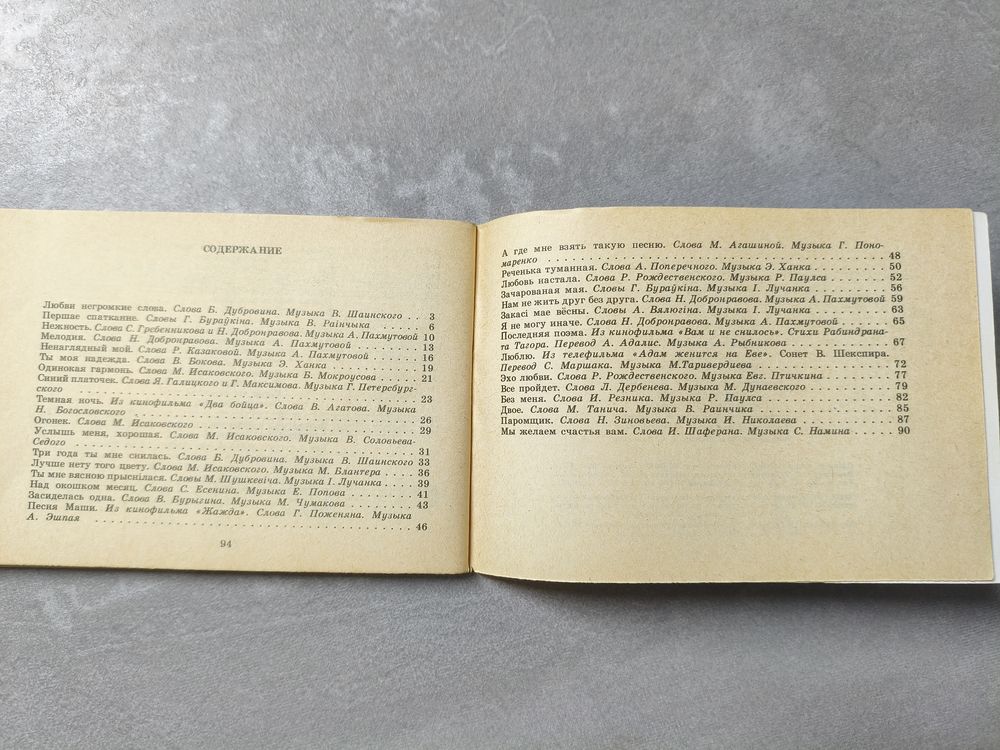 СОДЕРЖАНИЕ
Любви негромкие слова. Слова Б. Дубровина. Музыка В. Шаинского . . 3
Першае спатканне. Словы Г. Бураўкіна. Музыка В. Раінчыка . . . . 6
Нежность. Слова С. Гребенникова и Н. Добронравова. Музыка А. Пахмутовой 10
Мелодия. Слова Н. Добронравова. Музыка А. Пахмутовой . . . . . 13
Ненаглядный мой. Слова Р. Казаковой. Музыка А. Пахмутовой . . . . 16
Ты моя надежда. Слова В. Бокова. Музыка Э. Ханка . . . . . . . 19
Одинокая гармонь. Слова М. Исаковского. Музыка Б. Мокроусова . . . 21
Синий платочек. Слова Я. Галицкого и Г. Максимова. Музыка Г. Петербург-
ского . . . . . . . . . . . . . . . . . . . . 23
Темная ночь. Из кинофильма «Два бойца». Слова В. Агатова. Музыка
Н. Богословского . . . . . . . . . . . . . . . . . 26
Огонек. Слова М. Исаковского . . . . . . . . . . . . . 29
Услышь меня, хорошая. Слова М. Исаковского. Музыка В. Соловьева-
Седого . . . . . . . . . . . . . . . . . . . . 31
Три года ты мне снилась. Слова Б. Дубровина. Музыка В. Шаинского 33
Лучше нету того цвету. Слова М. Исаковского. Музыка М. Блантера . . . . 36
Ты мне вясною прыснілася. Словы М. Шушкевіча. Музыка І. Лучанка . . . . 39
Над окошком месяц. Слова С. Есенина. Музыка Е. Попова . . . . . 41
Засиделась одна. Слова В. Бурыгина. Музыка М. Чумакова . . . . . 43
Песня Маши. Из кинофильма «Жажда». Слова Г. Поженяна. Музыка
А. Эшпая . . . . . . . . . . . . . . . . . . . 46
94
А где мне взять такую песню. Слова М. Агашиной. Музыка Г. Поно-
маренко . . . . . . . . . . . . . . . . . . . . 48
Реченька туманная. Слова А. Поперечного. Музыка Э. Ханка . . . . . 50
Любовь настала. Слова Р. Рождественского. Музыка Р. Паулса . . . . 52
Зачарованая мая. Словы Г. Бураўкіна. Музыка І. Лучанка . . . . . 56
Нам не жить друг без друга. Слова Н. Добронравова. Музыка А. Пахмутовой 59
Закасі мае вёсны. Словы А. Вялюгіна. Музыка І. Лучанка . . . . . 63
Я не могу иначе. Слова Н. Добронравова. Музыка А. Пахмутовой . . . . 65
Последняя поэма. Из кинофильма «Вам и не снилось». Стихи Рабиндрана-
та Тагора. Перевод А. Адалис. Музыка А. Рыбникова . . . . . . . 67
Люблю. Из телефильма «Адам женится на Еве». Сонет В. Шекспира.
Перевод С. Маршака. Музыка М.Таривердиева . . . . . . . . . 72
Эхо любви. Слова Р. Рождественского. Музыка Евг. Птичкина . . . . . 77
Все пройдет. Слова Л. Дербенева. Музыка М. Дунаевского . . . . . 79
Без меня. Слова И. Резника. Музыка Р. Паулса . . . . . . . . 82
Двое. Слова М. Танича. Музыка В. Раинчика . . . . . . . . . 85
Паромщик. Слова Н. Зиновьева. Музыка И. Николаева . . . . . . 87
Мы желаем счастья вам. Слова И. Шаферана. Музыка С. Намина . . . . . 90